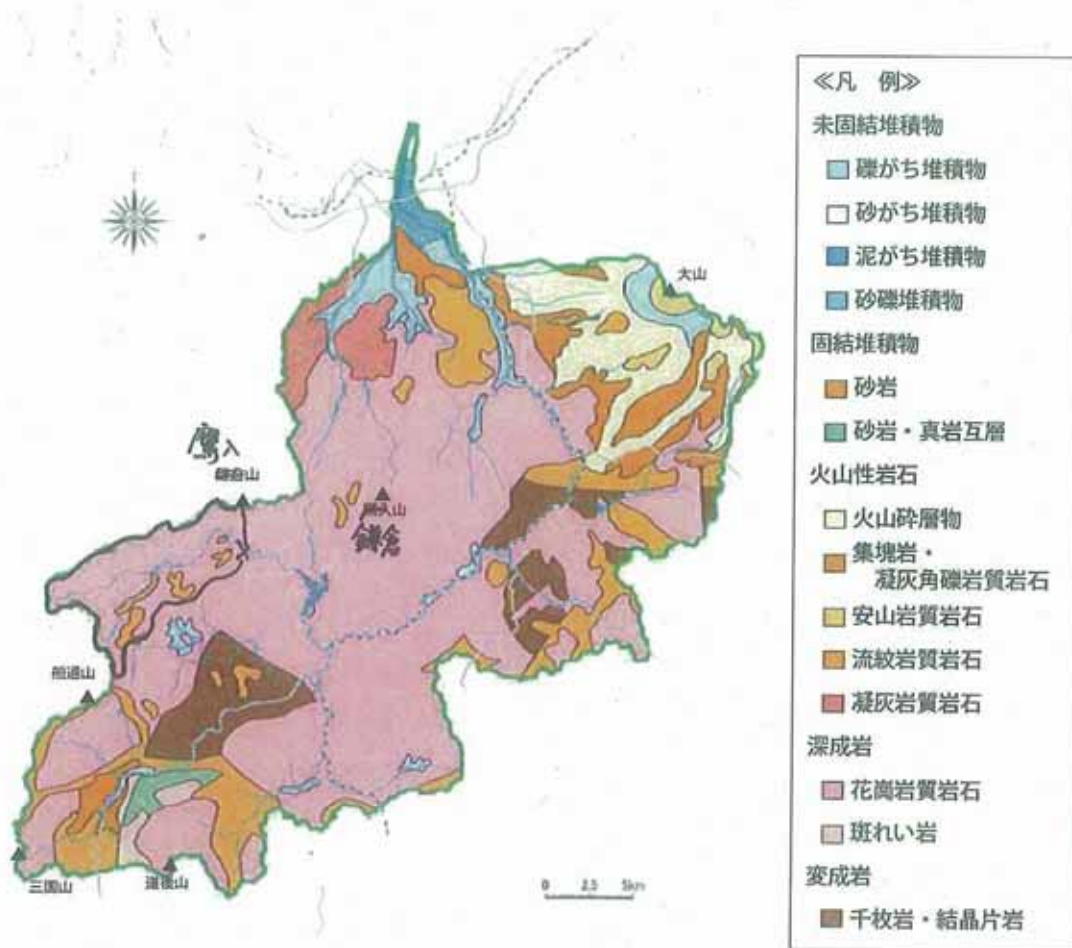 大山
鷹入
鎌倉山
鎌倉
船通山
三国山
道後山
0 2.5 5km
≪凡 例≫
未固結堆積物
礫がち堆積物
砂がち堆積物
泥がち堆積物
砂礫堆積物
固結堆積物
砂岩
砂岩・真岩互層
火山性岩石
火山砕屑物
集塊岩・
凝灰角礫岩質岩石
安山岩質岩石
流紋岩質岩石
凝灰岩質岩石
深成岩
花崗岩質岩石
斑れい岩
変成岩
千枚岩・結晶片岩